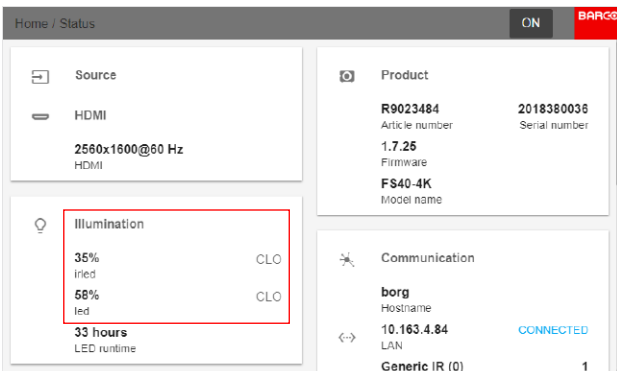 Home / Status
ON
BARCO
Source
HDMI
2560x1600@60 Hz
HDMI
Illumination
35%
CLO
irled
58%
CLO
led
33 hours
LED runtime
Product
R9023484
2018380036
Article number
Serial number
1.7.25
Firmware
FS40-4K
Model name
Communication
borg
Hostname
10.163.4.84
CONNECTED
LAN
Generic IR (0)
1